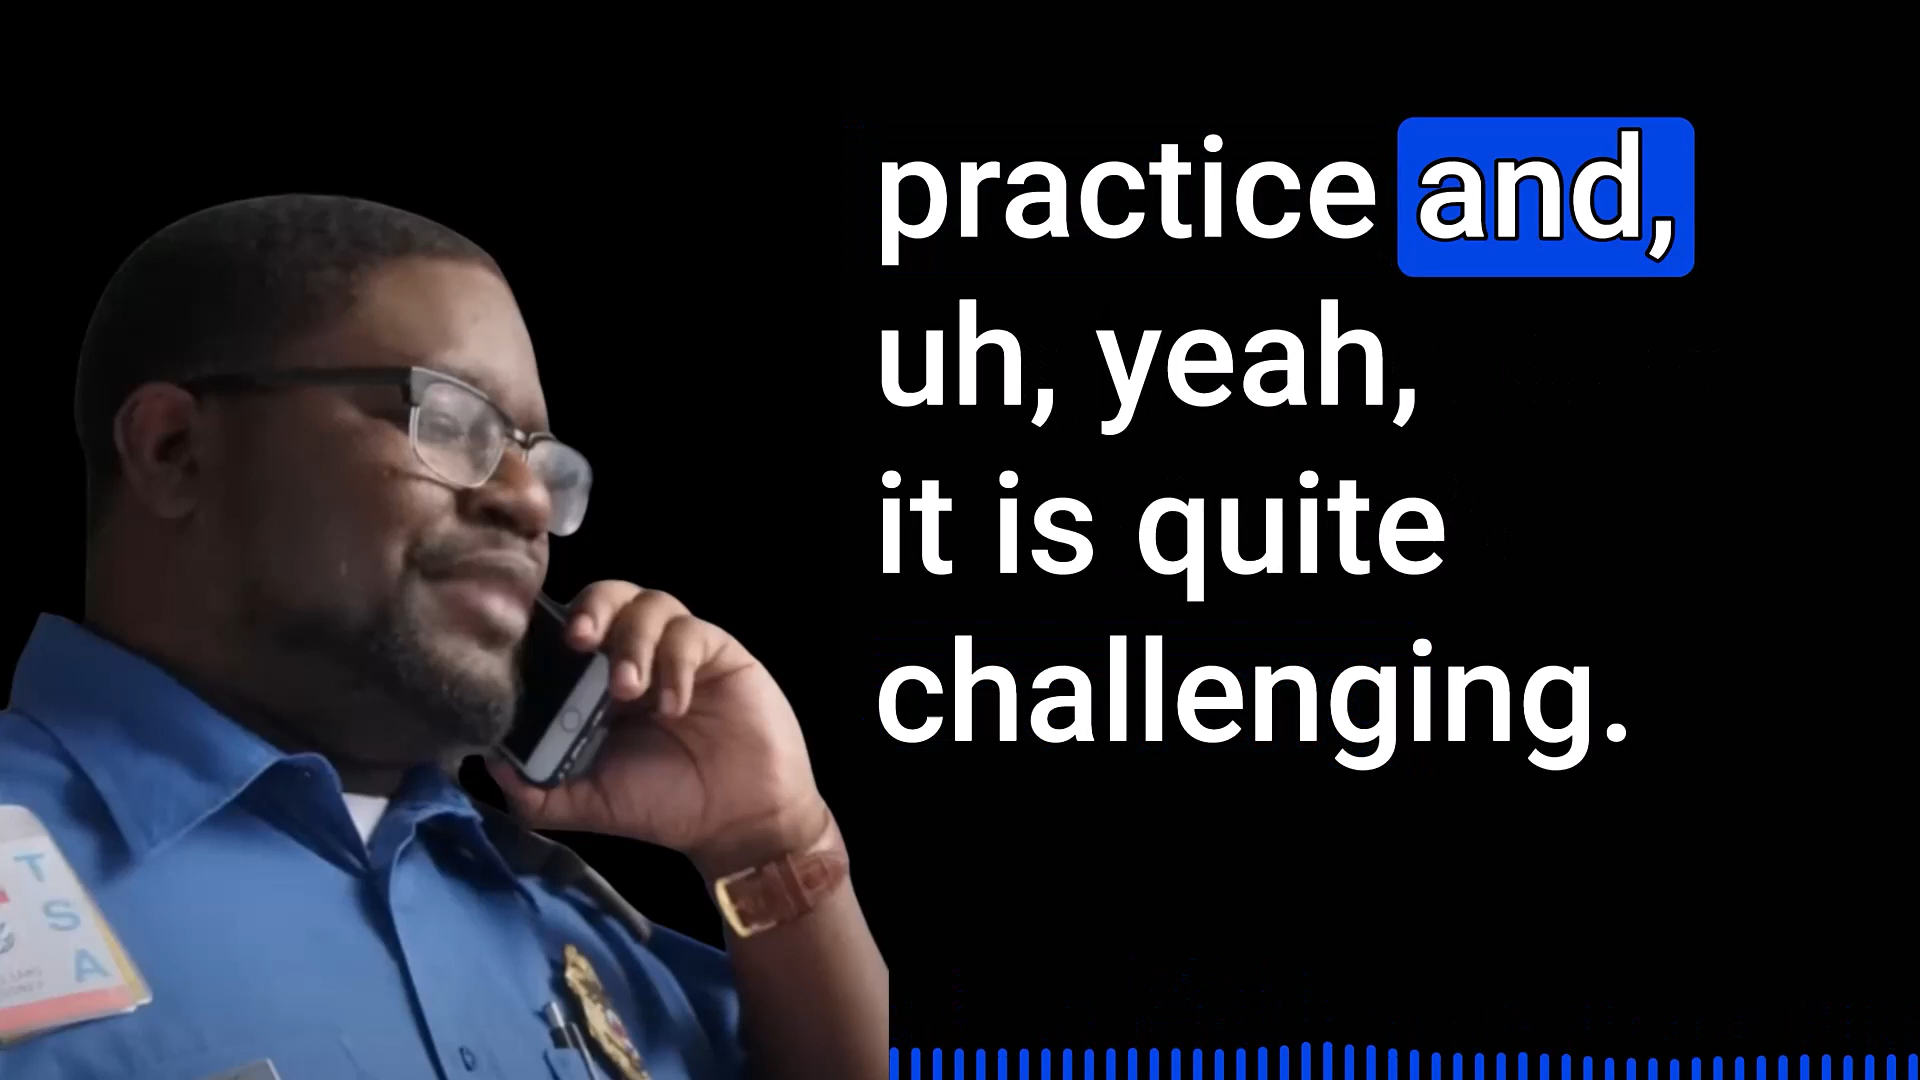 practice and,
uh, yeah,
it is quite
challenging.
T
S
A